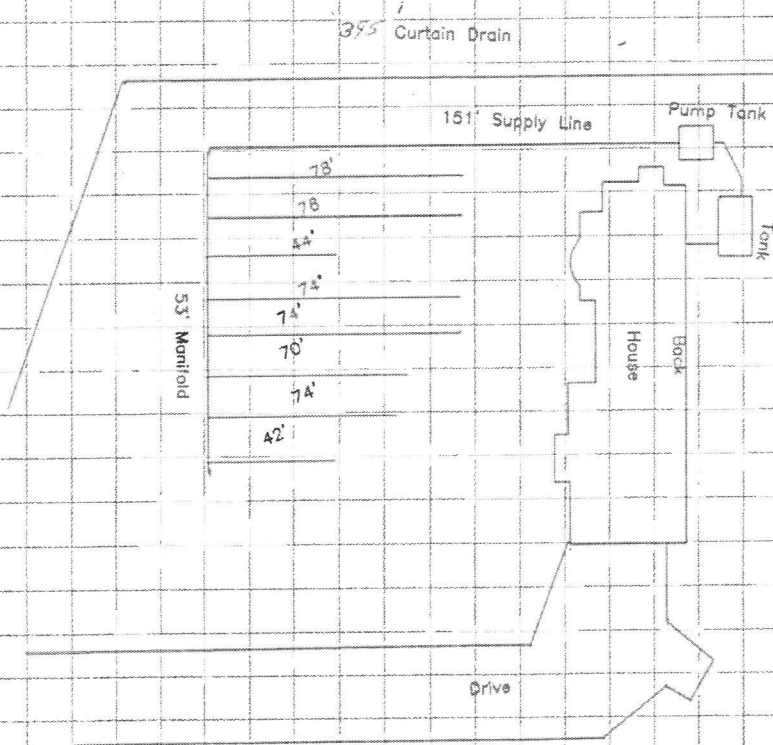 395' Curtain Drain
151' Supply Line
Pump Tank
78'
78
44'
74'
74'
70'
74'
42'
53' Manifold
Tank
Back
House
Drive